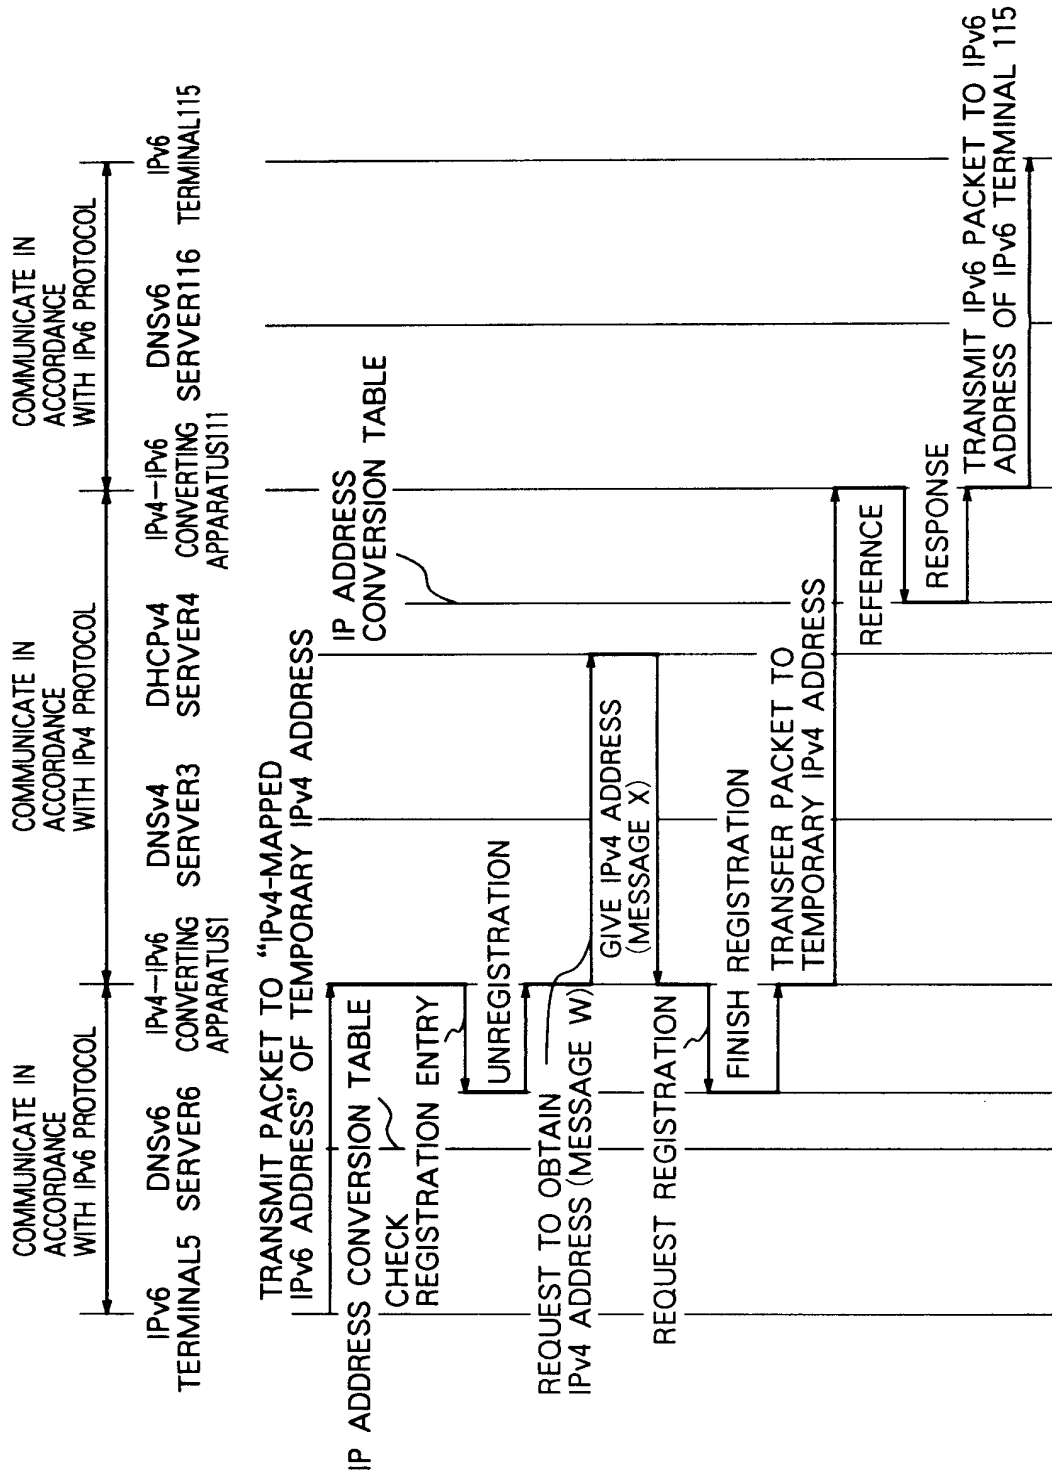 COMMUNICATE IN
ACCORDANCE
WITH IPv6 PROTOCOL
COMMUNICATE IN
ACCORDANCE
WITH IPv4 PROTOCOL
COMMUNICATE IN
ACCORDANCE
WITH IPv6 PROTOCOL
IPv6
TERMINAL5
DNSv6
SERVER6
IPv4-IPv6
CONVERTING
APPARATUS1
DNSv4
SERVER3
DHCPv4
SERVER4
IPv4-IPv6
CONVERTING
APPARATUS111
DNSv6
SERVER116
IPv6
TERMINAL115
TRANSMIT PACKET TO "IPv4-MAPPED
IPv6 ADDRESS" OF TEMPORARY IPv4 ADDRESS
IP ADDRESS
CONVERSION TABLE
IP ADDRESS CONVERSION TABLE
CHECK
REGISTRATION ENTRY
UNREGISTRATION
REQUEST TO OBTAIN
IPv4 ADDRESS (MESSAGE W)
GIVE IPv4 ADDRESS
(MESSAGE X)
REQUEST REGISTRATION
FINISH REGISTRATION
TRANSFER PACKET TO
TEMPORARY IPv4 ADDRESS
REFERNCE
RESPONSE
TRANSMIT IPv6 PACKET TO IPv6
ADDRESS OF IPv6 TERMINAL 115